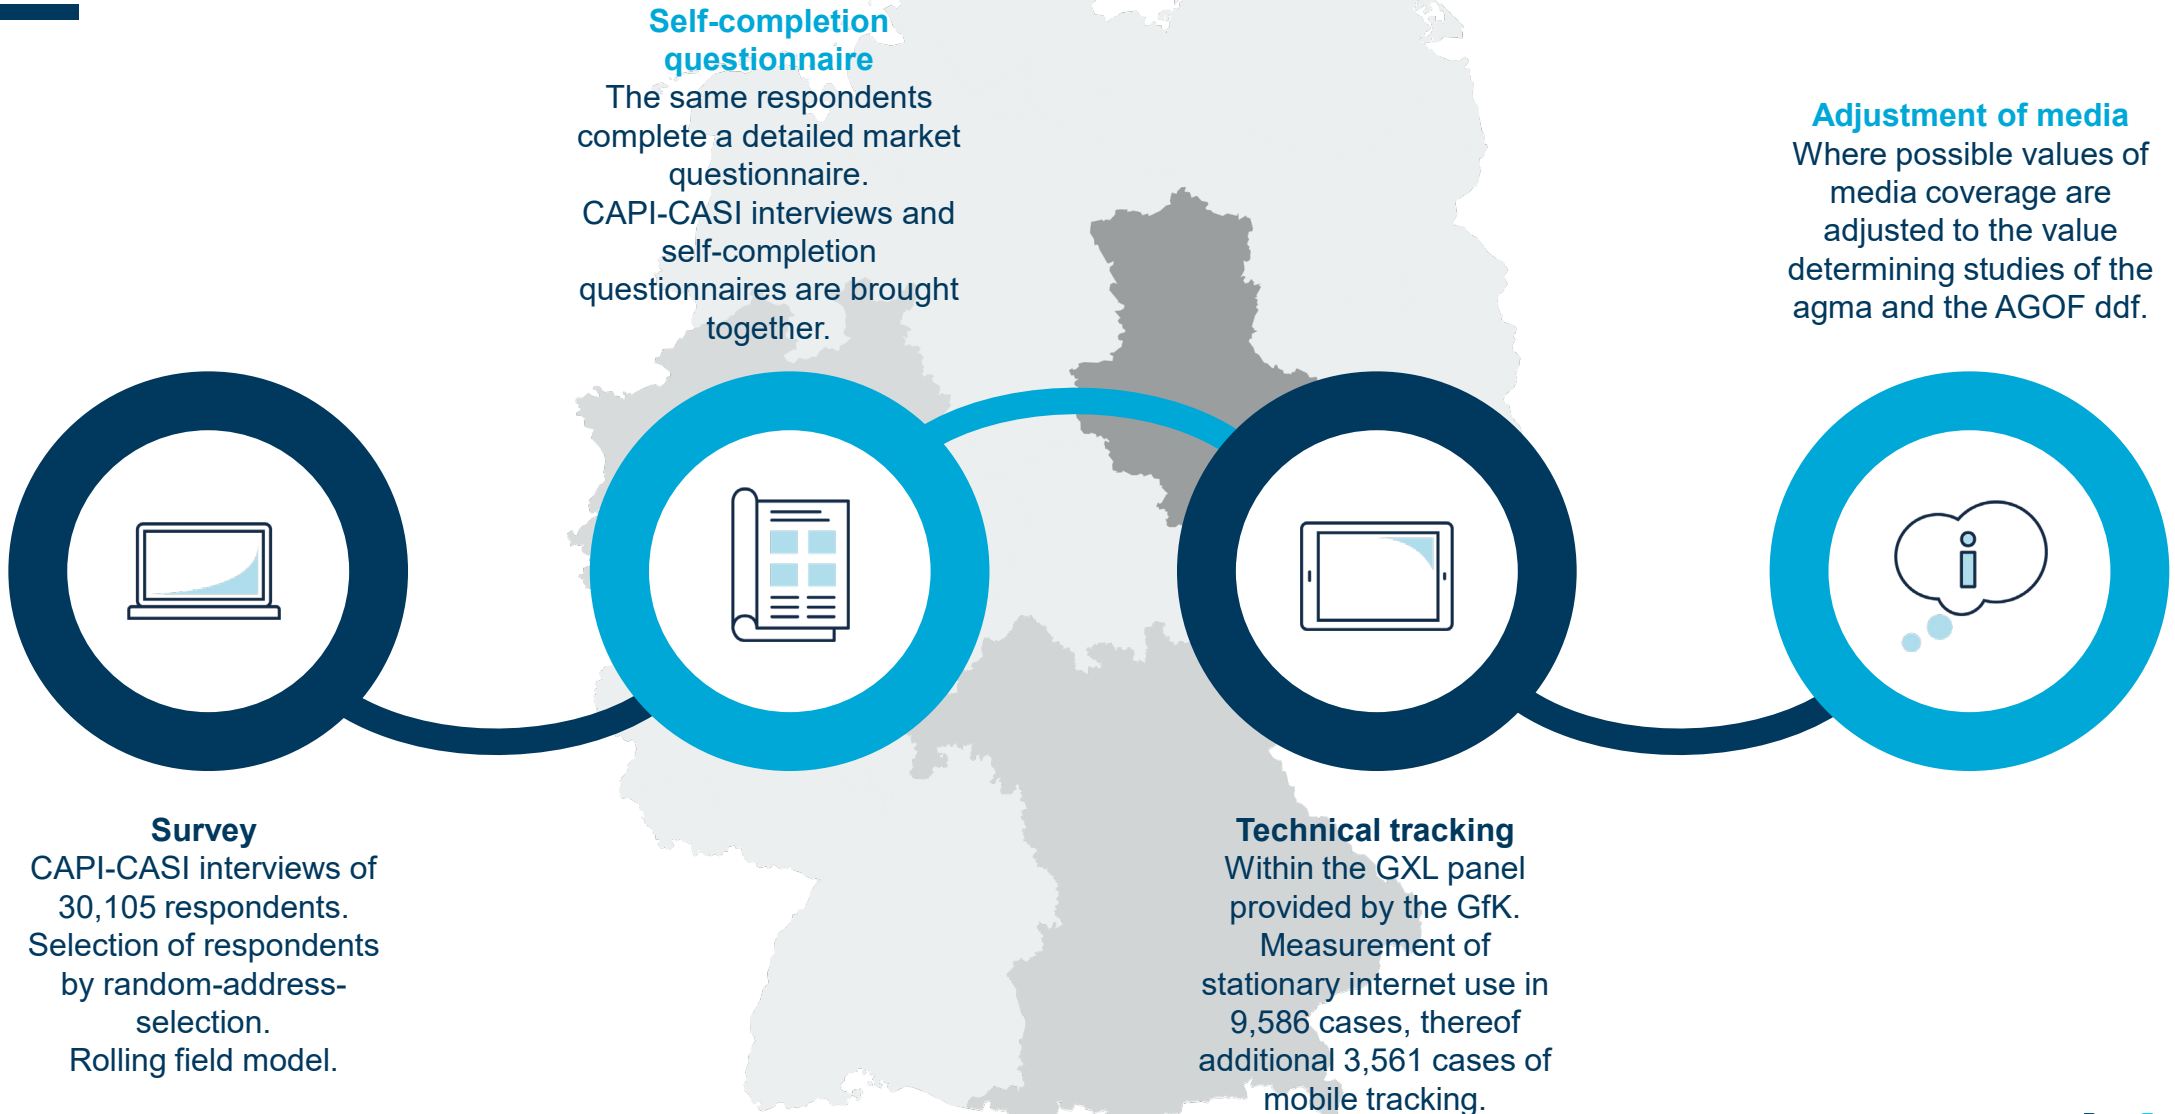 Survey
CAPI-CASI interviews of
30,105 respondents.
Selection of respondents
by random-address-
selection.
Rolling field model.
Self-completion
questionnaire
The same respondents
complete a detailed market
questionnaire.
CAPI-CASI interviews and
self-completion
questionnaires are brought
together.
Technical tracking
Within the GXL panel
provided by the GfK.
Measurement of
stationary internet use in
9,586 cases, thereof
additional 3,561 cases of
mobile tracking.
Adjustment of media
Where possible values of
media coverage are
adjusted to the value
determining studies of the
agma and the AGOF ddf.